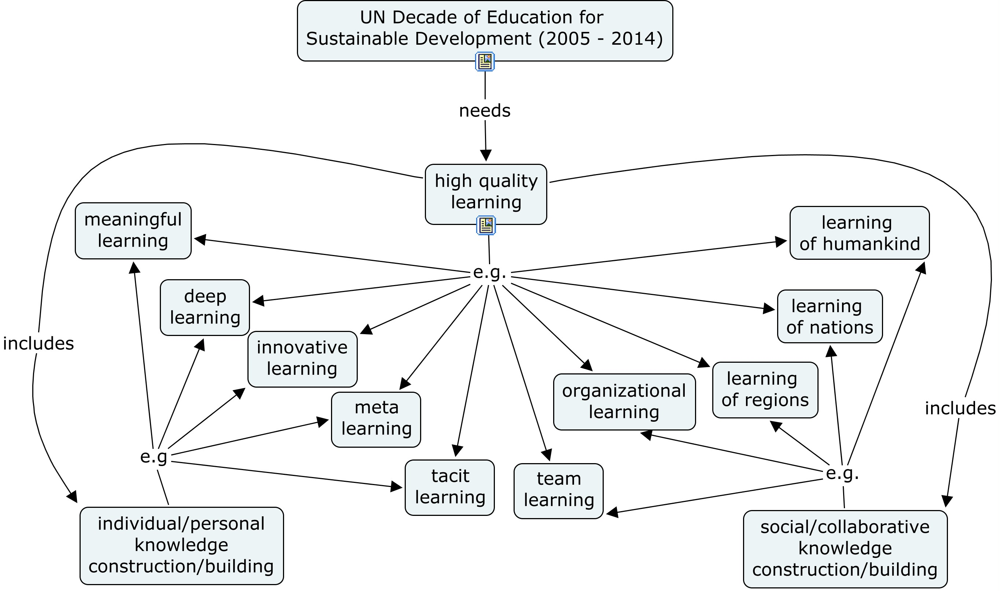 UN Decade of Education for
Sustainable Development (2005 - 2014)
needs
high quality
learning
meaningful
learning
learning
of humankind
e.g.
deep
learning
learning
of nations
includes
innovative
learning
organizational
learning
learning
of regions
meta
learning
includes
e.g
tacit
learning
team
learning
e.g.
individual/personal
knowledge
construction/building
social/collaborative
knowledge
construction/building